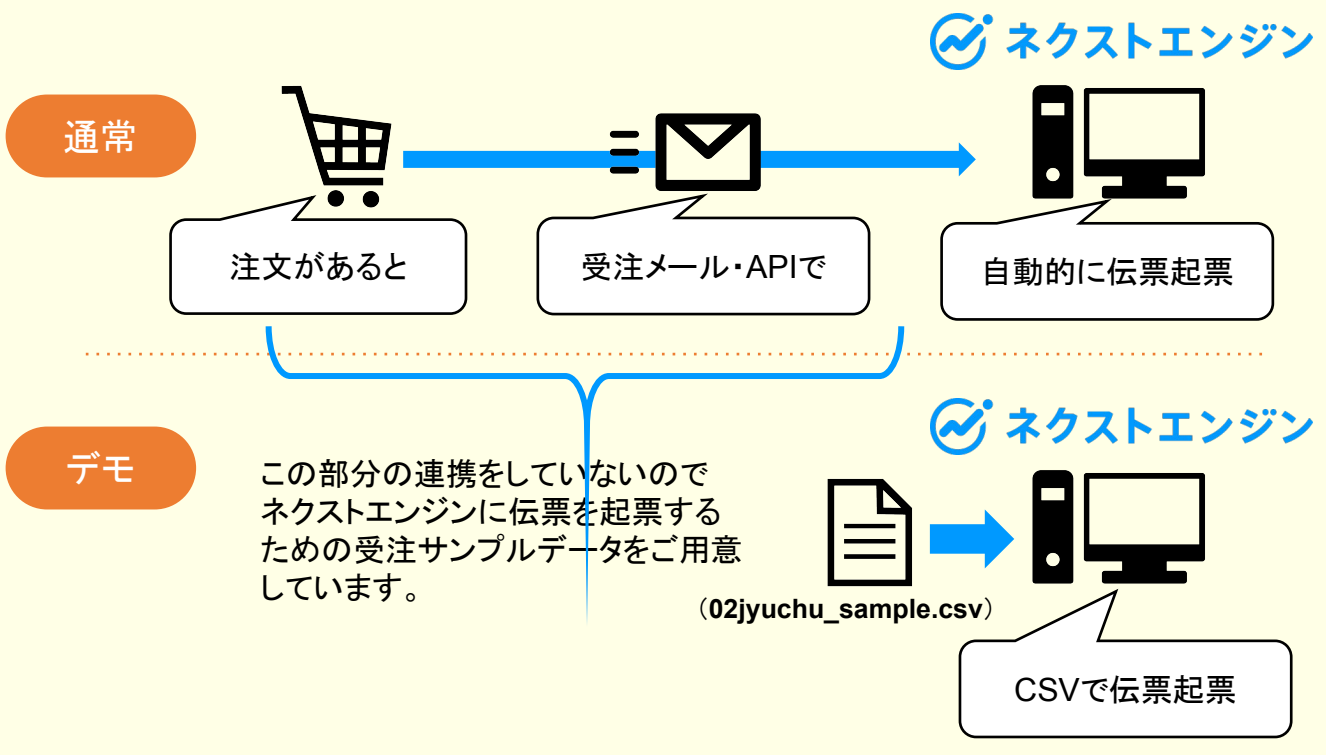 ネクストエンジン
通常
注文があると
受注メール・APIで
自動的に伝票起票
ネクストエンジン
デモ
この部分の連携をしていないので
ネクストエンジンに伝票を起票する
ための受注サンプルデータをご用意
しています。
（02jyuchu_sample.csv）
CSVで伝票起票